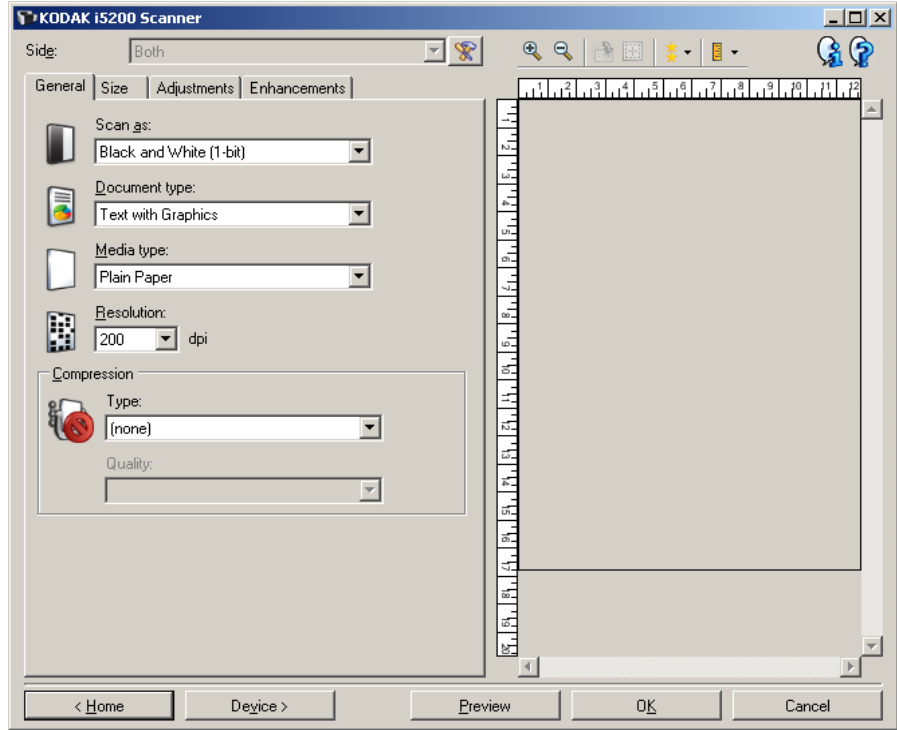 KODAK i5200 Scanner
Side: Both
General Size Adjustments Enhancements
Scan as:
Black and White (1-bit)
Document type:
Text with Graphics
Media type:
Plain Paper
Resolution:
200 dpi
Compression
Type:
(none)
Quality:
1 2 3 4 5 6 7 8 9 10 11 12
1
2
3
4
5
6
7
8
9
10
11
12
13
14
15
16
17
18
19
20
< Home Device > Preview OK Cancel